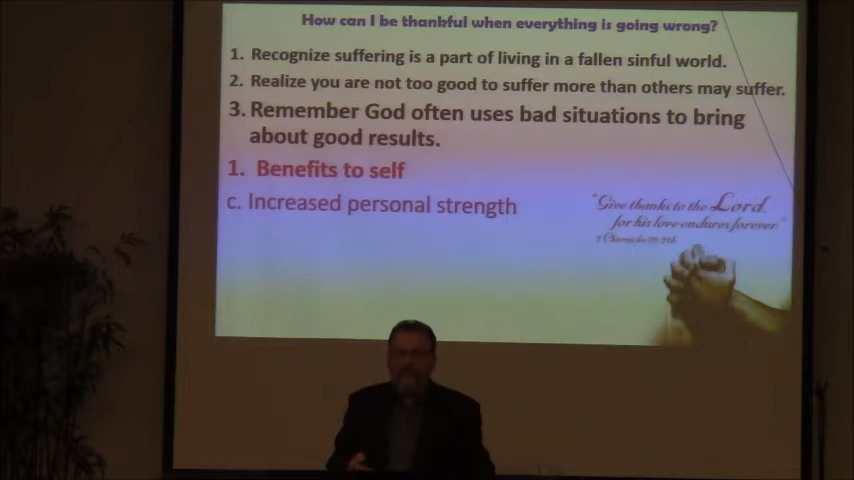 How can I be thankful when everything is going wrong?
1. Recognize suffering is a part of living in a fallen sinful world.
2. Realize you are not too good to suffer more than others may suffer.
3. Remember God often uses bad situations to bring
about good results.
1. Benefits to self
c. Increased personal strength
"Give thanks to the Lord,
for his love endures forever."
Chronicles